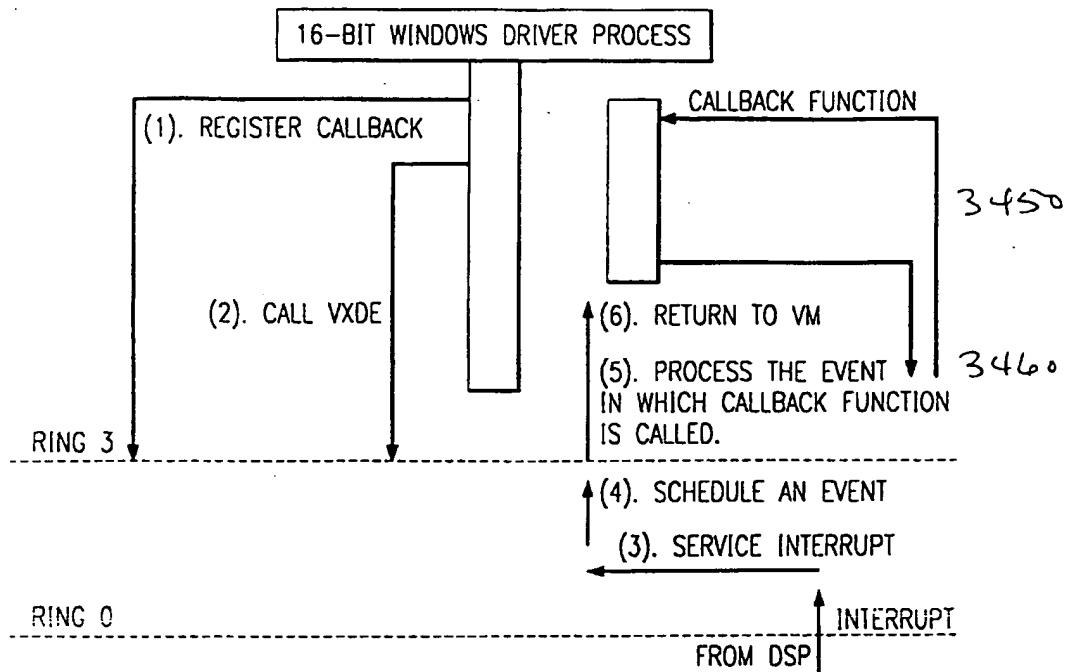 16-BIT WINDOWS DRIVER PROCESS
CALLBACK FUNCTION
(1). REGISTER CALLBACK
3450
(2). CALL VXDE
(6). RETURN TO VM
(5). PROCESS THE EVENT
3460
IN WHICH CALLBACK FUNCTION
IS CALLED.
RING 3
(4). SCHEDULE AN EVENT
(3). SERVICE INTERRUPT
RING 0
INTERRUPT
FROM DSP